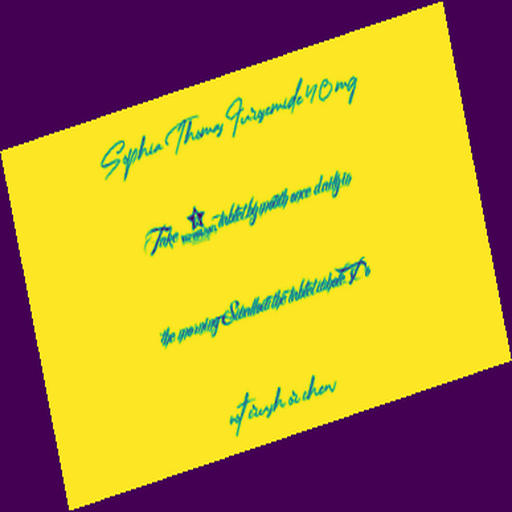 Sophia Thomas Furosemide 40 mg
Take tablet by mouth once daily in
the morning Swallow the tablet whole Do
not crush or chew